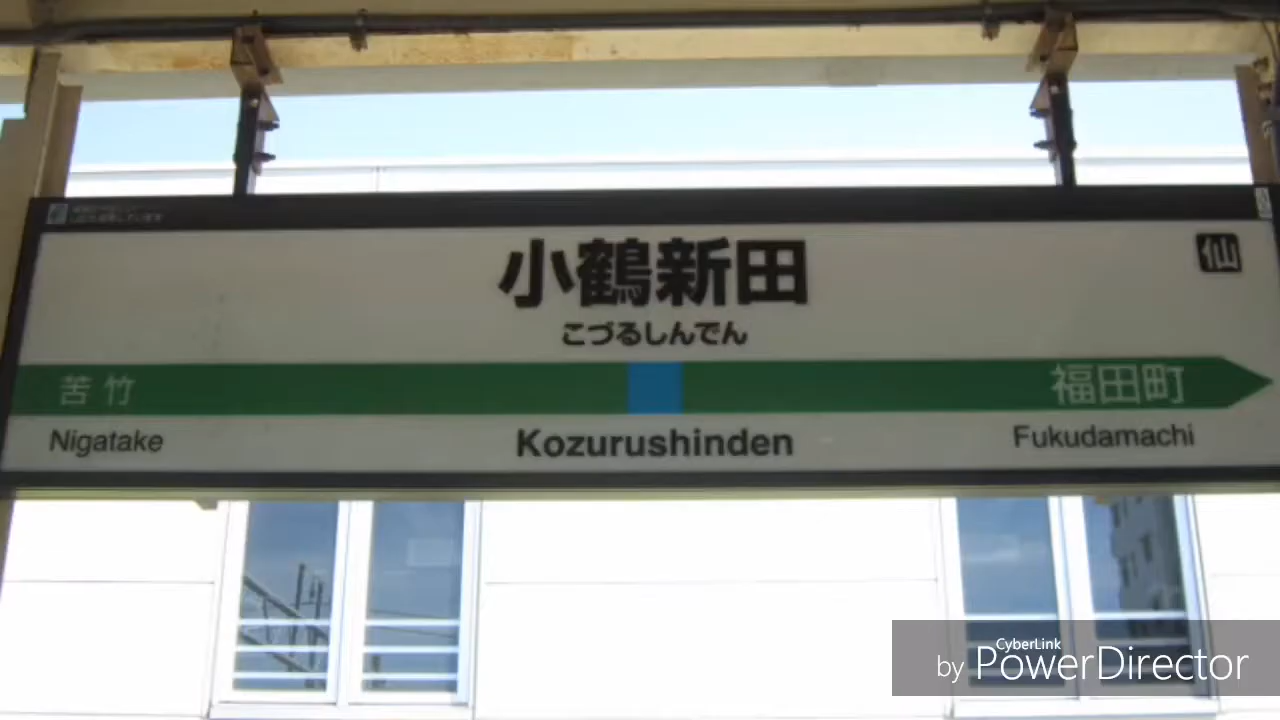 小鶴新田
仙
こづるしんでん
苦竹
福田町
Nigatake
Kozurushinden
Fukudamachi
CyberLink
by PowerDirector